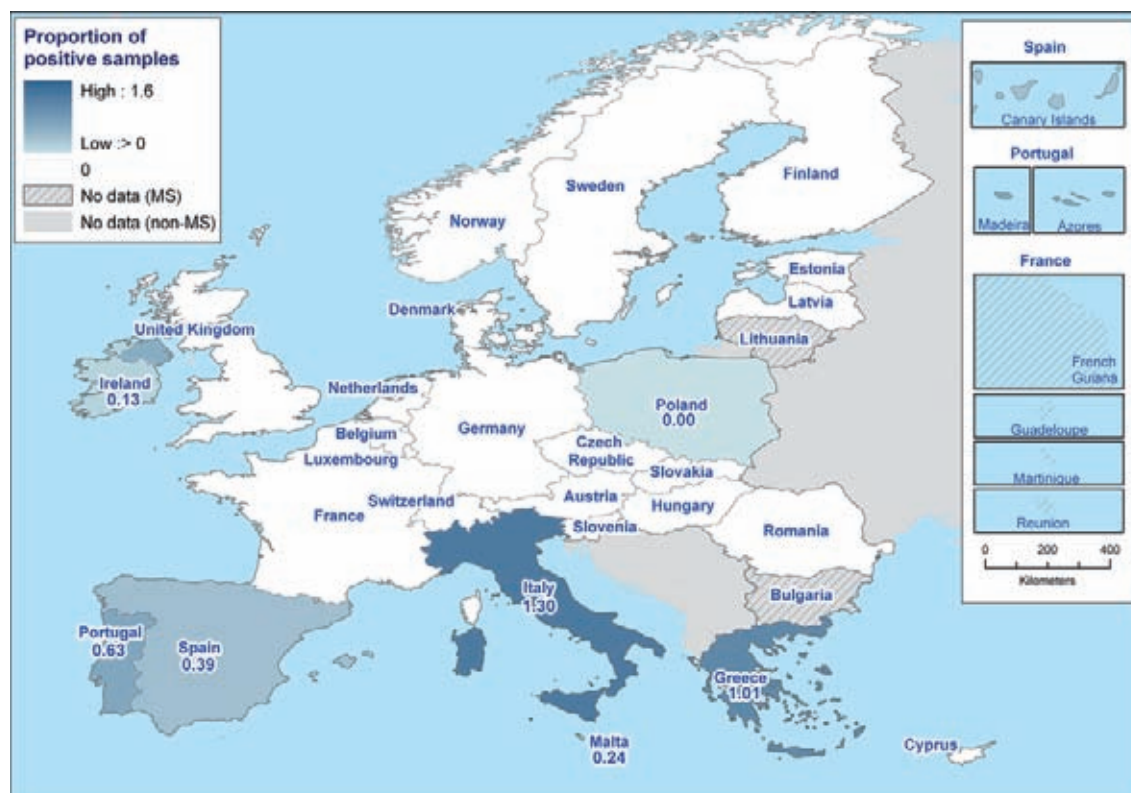 Proportion of
positive samples
High : 1.6
Low :> 0
0
No data (MS)
No data (non-MS)
Norway
Sweden
Finland
Estonia
Latvia
Lithuania
Denmark
United Kingdom
Ireland
0.13
Netherlands
Belgium
Luxembourg
Germany
Poland
0.00
Czech
Republic
Slovakia
Switzerland
Austria
Hungary
Slovenia
France
Romania
Italy
1.30
Bulgaria
Portugal
0.63
Spain
0.39
Greece
1.01
Malta
0.24
Cyprus
Spain
Canary Islands
Portugal
Madeira
Azores
France
French
Guiana
Guadeloupe
Martinique
Reunion
0 200 400
Kilometers